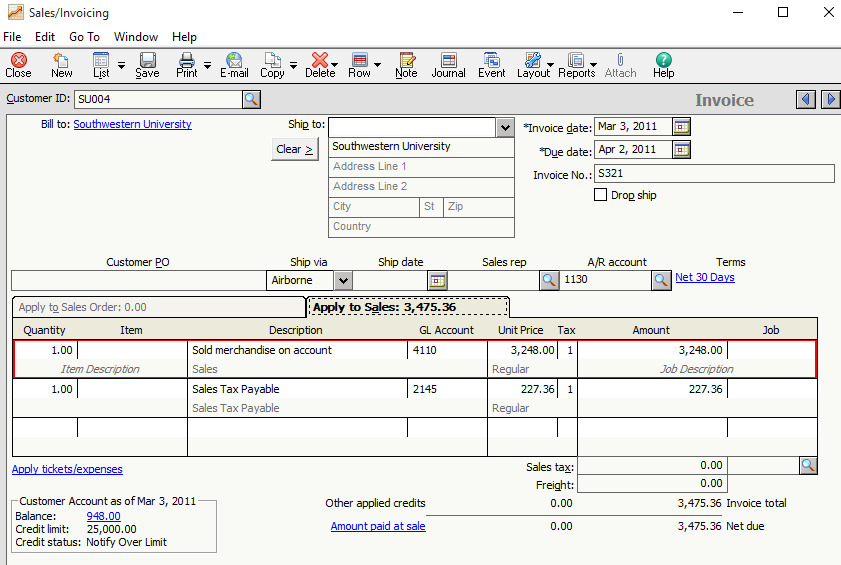 Sales/Invoicing
File Edit Go To Window Help
Close New List Save Print E-mail Copy Delete Row Note Journal Event Layout Reports Attach Help
Customer ID: SU004
Invoice
Bill to: Southwestern University
Ship to:
Clear >
Southwestern University
Address Line 1
Address Line 2
City St Zip
Country
*Invoice date: Mar 3, 2011
*Due date: Apr 2, 2011
Invoice No.: S321
Drop ship
Customer PO Ship via Ship date Sales rep A/R account Terms
Airborne 1130 Net 30 Days
Apply to Sales Order: 0.00 Apply to Sales: 3,475.36
Quantity Item Description GL Account Unit Price Tax Amount Job
1.00 Sold merchandise on account 4110 3,248.00 1 3,248.00
Item Description Sales Regular Job Description
1.00 Sales Tax Payable 2145 227.36 1 227.36
Sales Tax Payable Regular
Apply tickets/expenses
Sales tax: 0.00
Freight: 0.00
Customer Account as of Mar 3, 2011
Balance: 948.00
Credit limit: 25,000.00
Credit status: Notify Over Limit
Other applied credits 0.00 3,475.36 Invoice total
Amount paid at sale 0.00 3,475.36 Net due